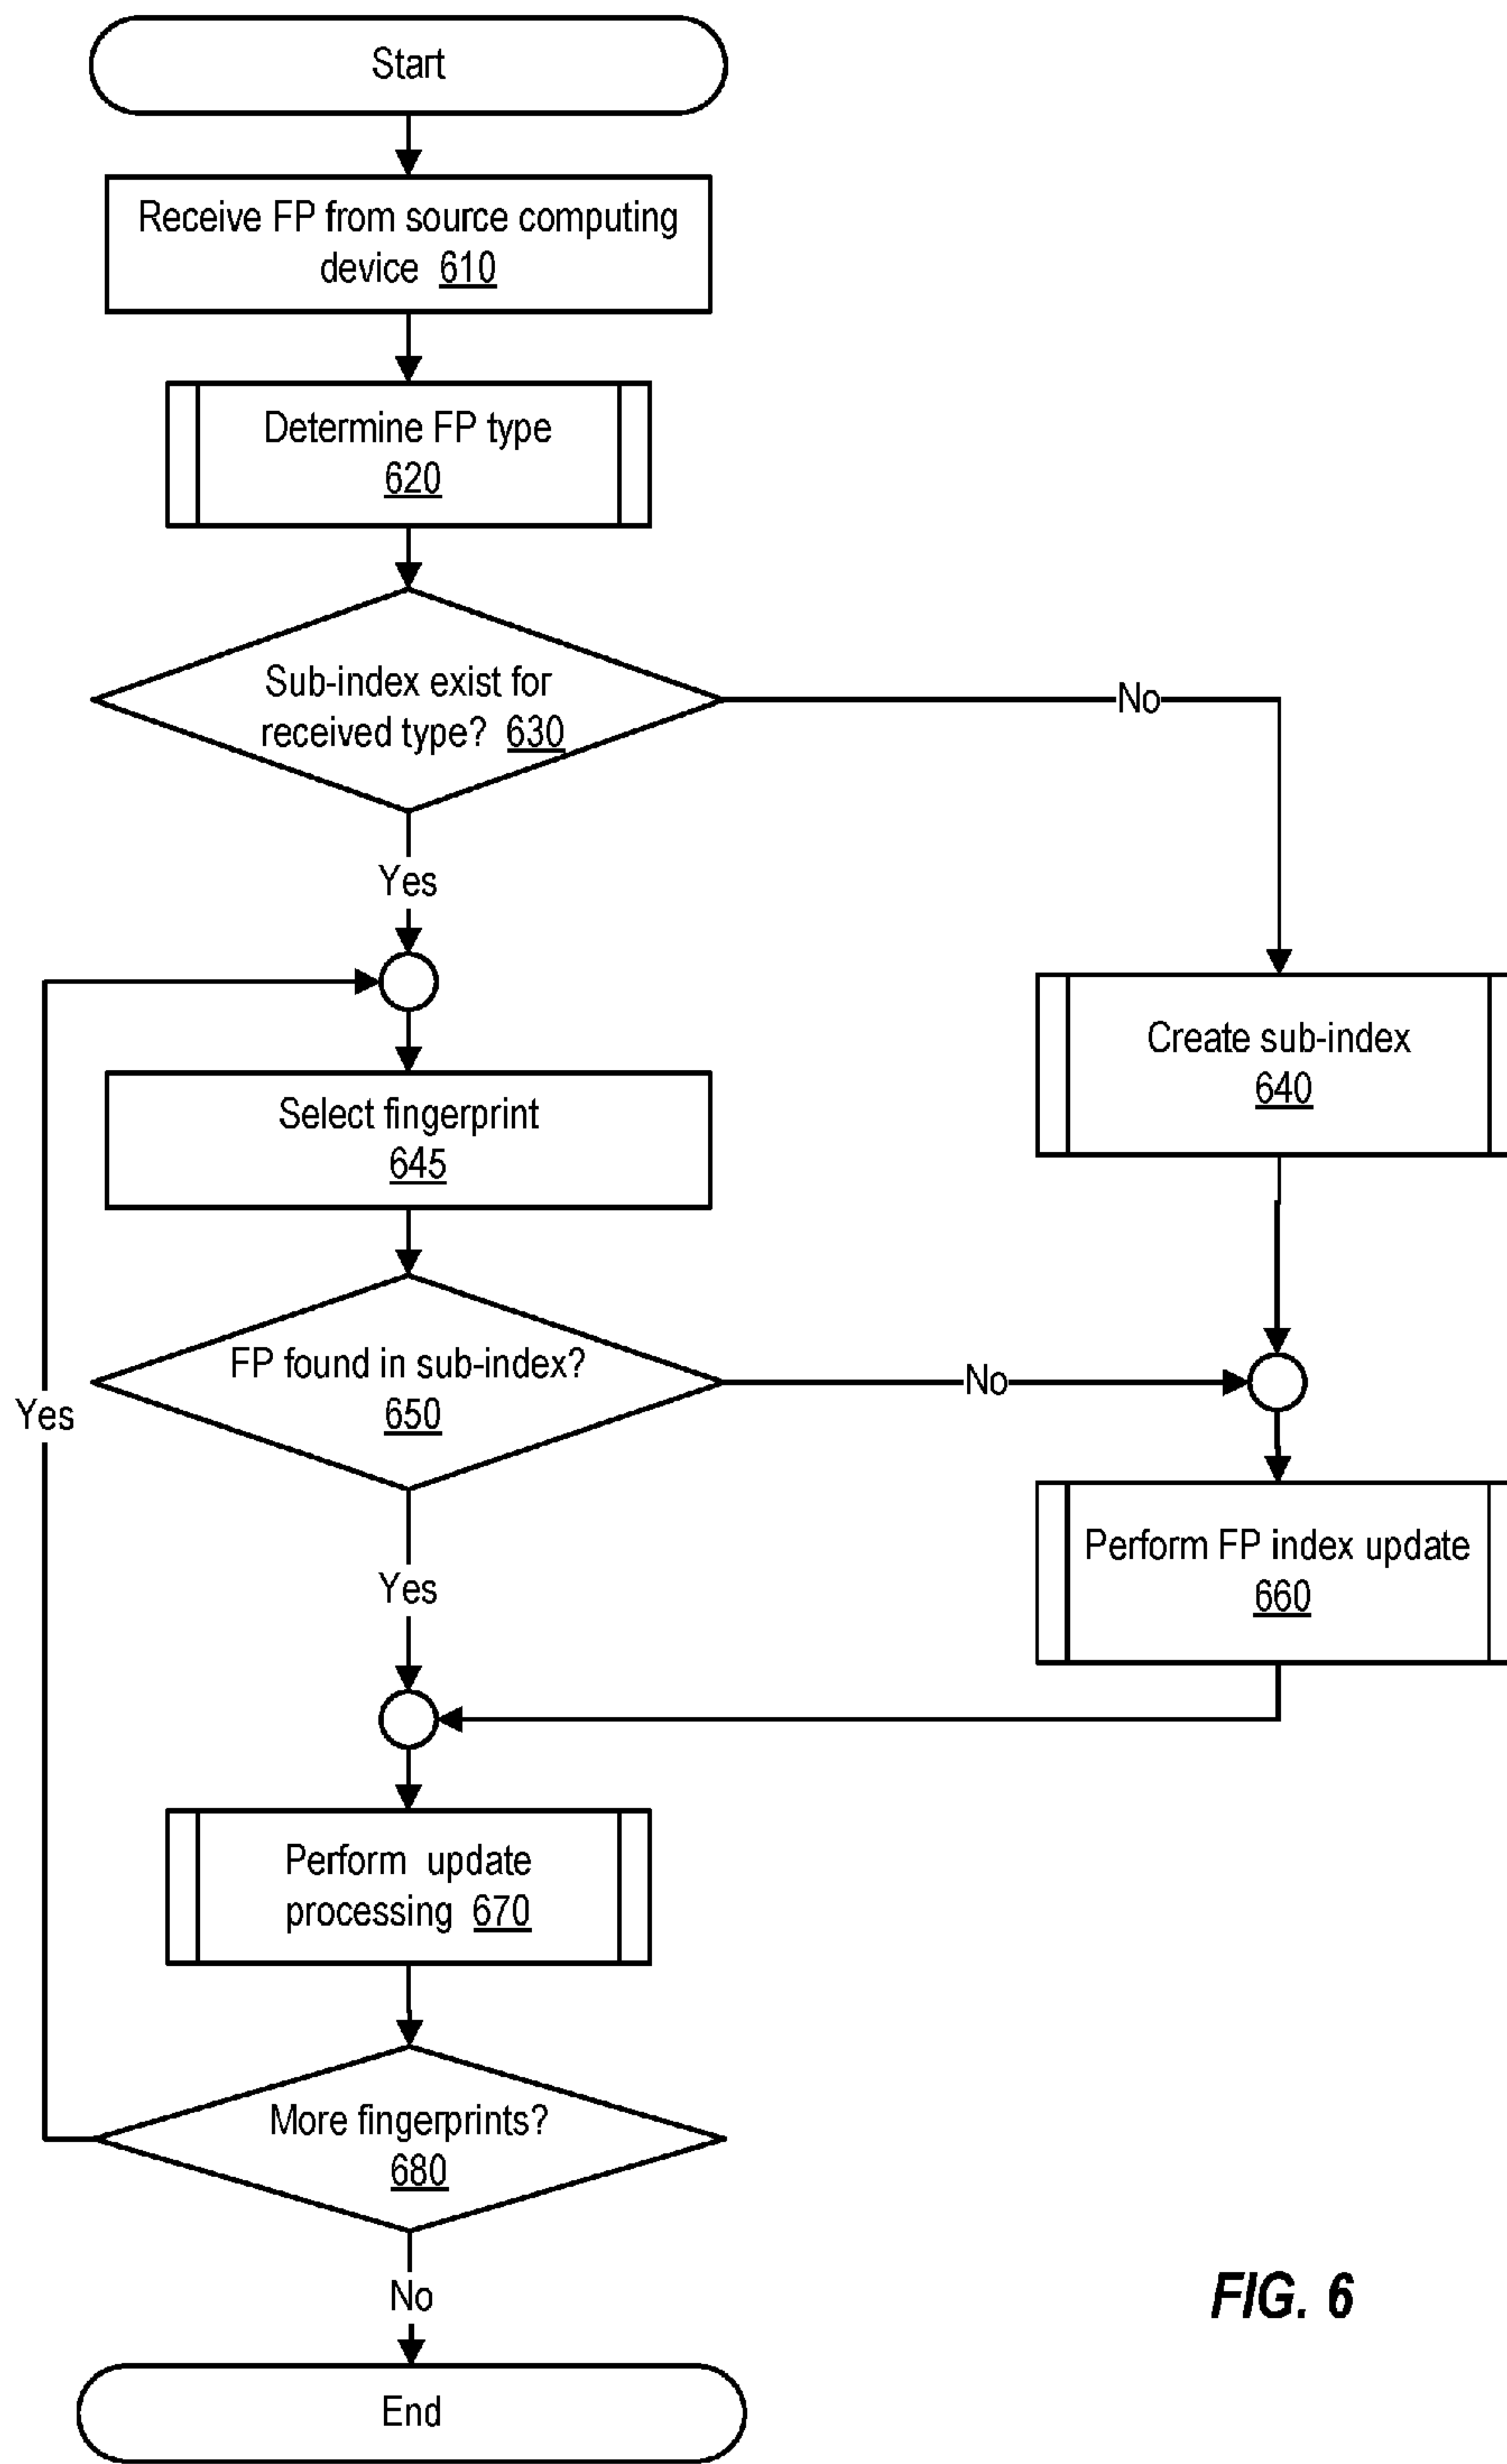 Start
Receive FP from source computing
device 610
Determine FP type
620
Sub-index exist for
received type? 630
No
Yes
Create sub-index
640
Select fingerprint
645
FP found in sub-index?
650
No
Yes
Yes
Perform FP index update
660
Perform update
processing 670
More fingerprints?
680
No
End
FIG. 6